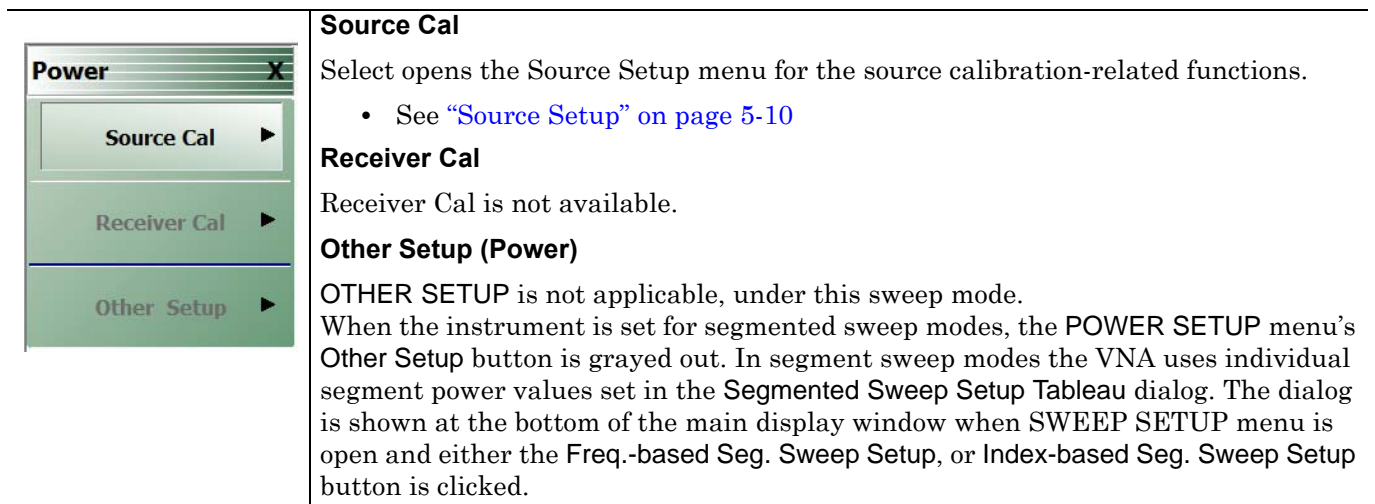 Power X
Source Cal
Receiver Cal
Other Setup
Source Cal
Select opens the Source Setup menu for the source calibration-related functions.
• See “Source Setup” on page 5-10
Receiver Cal
Receiver Cal is not available.
Other Setup (Power)
OTHER SETUP is not applicable, under this sweep mode.
When the instrument is set for segmented sweep modes, the POWER SETUP menu’s
Other Setup button is grayed out. In segment sweep modes the VNA uses individual
segment power values set in the Segmented Sweep Setup Tableau dialog. The dialog
is shown at the bottom of the main display window when SWEEP SETUP menu is
open and either the Freq.-based Seg. Sweep Setup, or Index-based Seg. Sweep Setup
button is clicked.